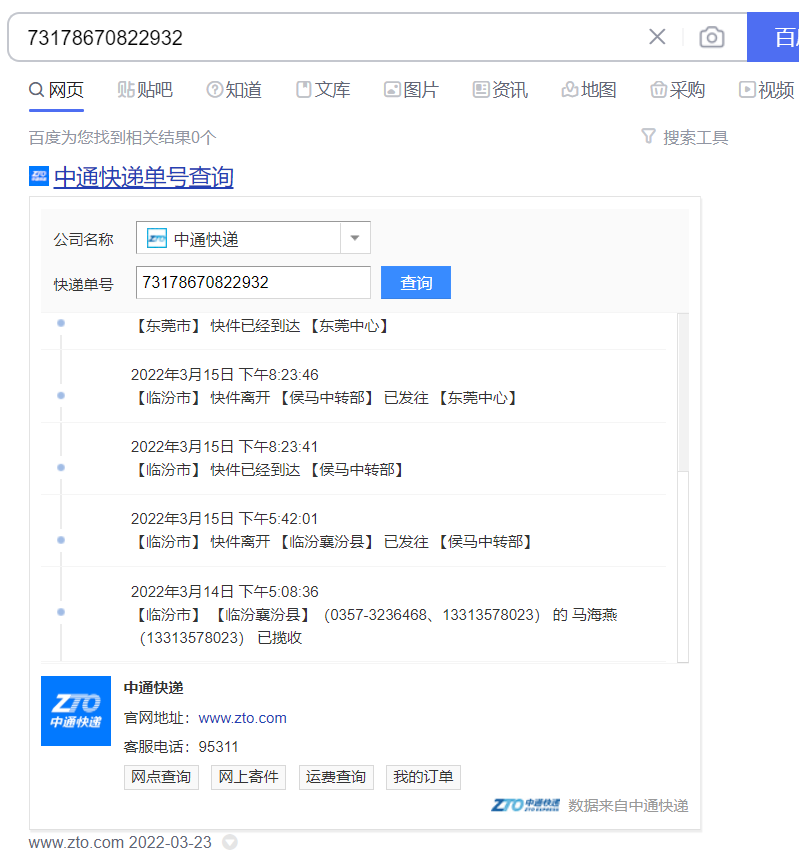 73178670822932
百
网页 贴吧 知道 文库 图片 资讯 地图 采购 视频
百度为您找到相关结果0个 搜索工具
中通快递单号查询
公司名称 ZTO 中通快递
快递单号 73178670822932 查询
【东莞市】 快件已经到达 【东莞中心】
2022年3月15日 下午8:23:46
【临汾市】 快件离开 【侯马中转部】 已发往 【东莞中心】
2022年3月15日 下午8:23:41
【临汾市】 快件已经到达 【侯马中转部】
2022年3月15日 下午5:42:01
【临汾市】 快件离开 【临汾襄汾县】 已发往 【侯马中转部】
2022年3月14日 下午5:08:36
【临汾市】 【临汾襄汾县】 （0357-3236468、13313578023） 的 马海燕
（13313578023） 已揽收
ZTO
中通快递
中通快递
官网地址：www.zto.com
客服电话：95311
网点查询 网上寄件 运费查询 我的订单
ZTO 中通快递 ZTO EXPRESS 数据来自中通快递
www.zto.com 2022-03-23